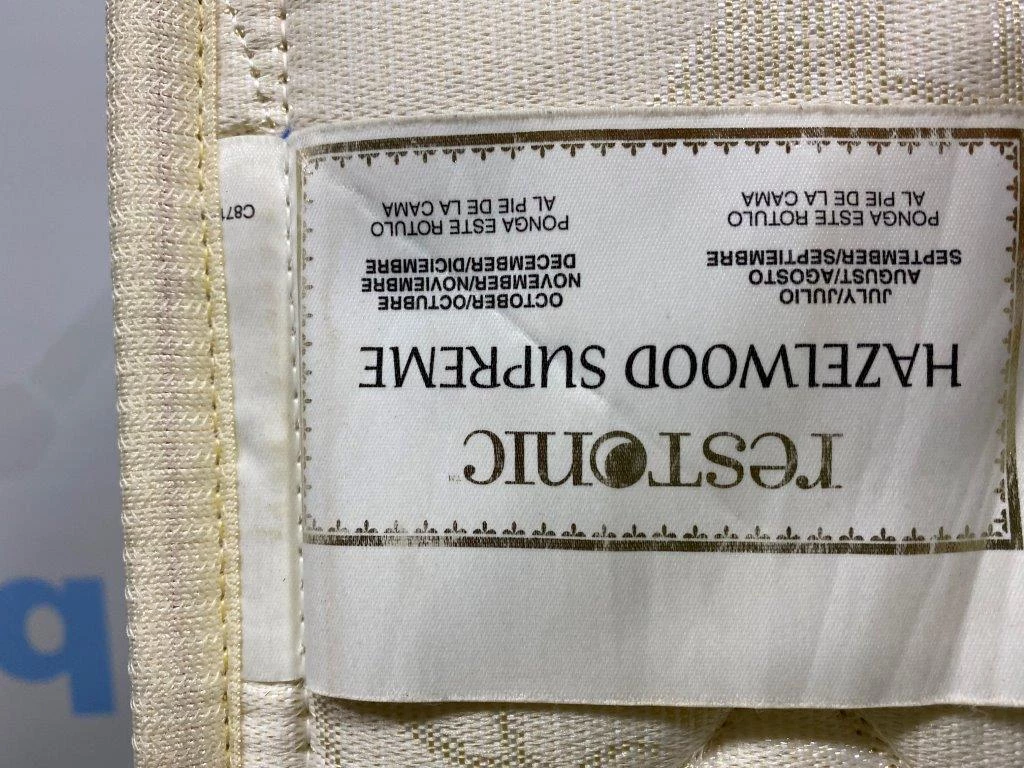 restonic™
HAZELWOOD SUPREME
JULY/JULIO
AUGUST/AGOSTO
SEPTEMBER/SEPTIEMBRE
PONGA ESTE ROTULO
AL PIE DE LA CAMA
OCTOBER/OCTUBRE
NOVEMBER/NOVIEMBRE
DECEMBER/DICIEMBRE
PONGA ESTE ROTULO
AL PIE DE LA CAMA